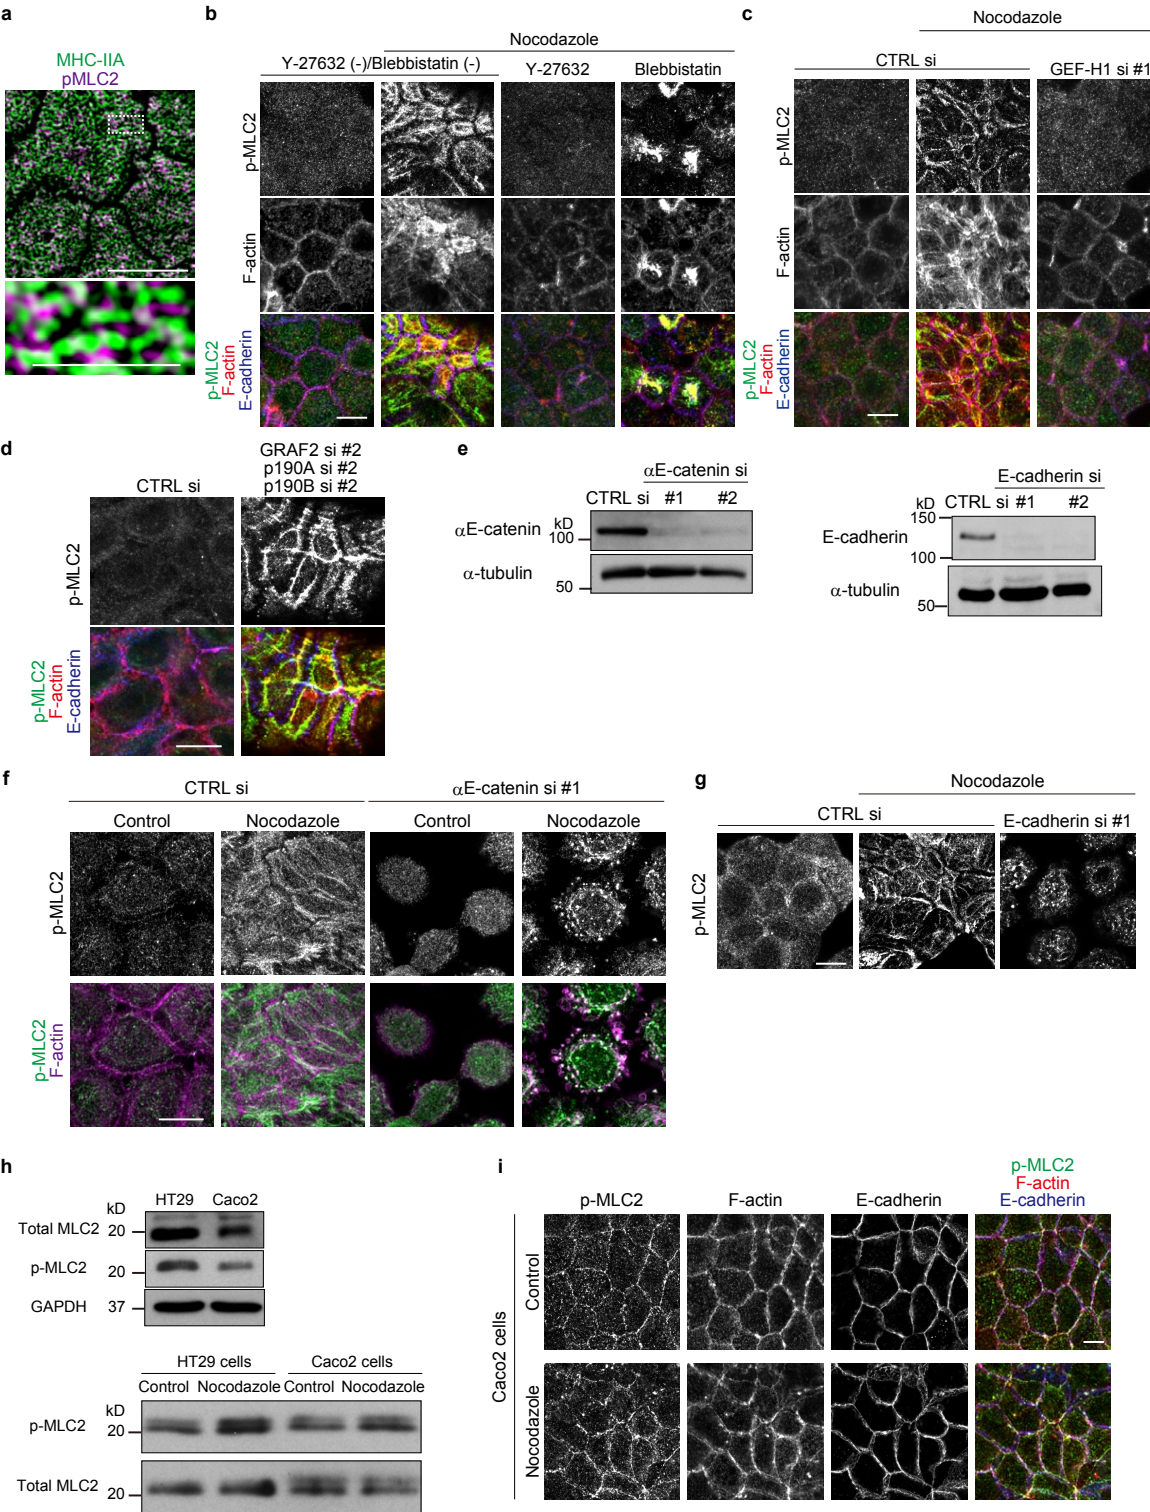 a
MHC-IIA
pMLC2
b
Nocodazole
Y-27632 (-)/Blebbistatin (-)
Y-27632
Blebbistatin
p-MLC2
F-actin
p-MLC2
F-actin
E-cadherin
c
Nocodazole
CTRL si
GEF-H1 si #1
p-MLC2
F-actin
p-MLC2
F-actin
E-cadherin
d
CTRL si
GRAF2 si #2
p190A si #2
p190B si #2
p-MLC2
p-MLC2
F-actin
E-cadherin
e
αE-catenin si
CTRL si #1 #2
αE-catenin
kD
100
α-tubulin
50
E-cadherin si
kD CTRL si #1 #2
150
E-cadherin
100
α-tubulin
50
f
CTRL si
αE-catenin si #1
Control
Nocodazole
Control
Nocodazole
p-MLC2
p-MLC2
F-actin
g
Nocodazole
CTRL si
E-cadherin si #1
p-MLC2
h
HT29 Caco2
kD
Total MLC2 20
p-MLC2 20
GAPDH 37
HT29 cells Caco2 cells
Control Nocodazole Control Nocodazole
kD
p-MLC2 20
Total MLC2 20
i
p-MLC2
F-actin
E-cadherin
p-MLC2
F-actin
E-cadherin
Caco2 cells
Control
Nocodazole